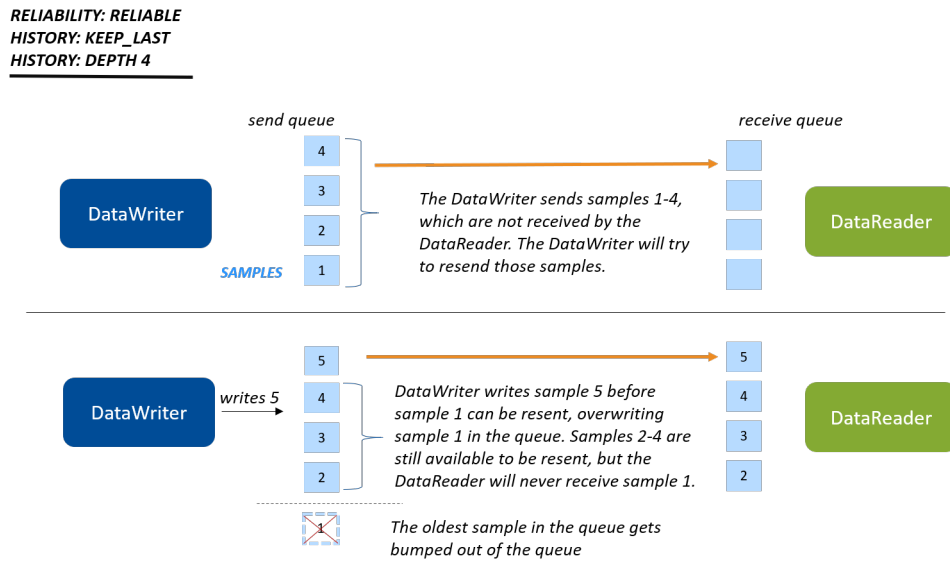 RELIABILITY: RELIABLE
HISTORY: KEEP_LAST
HISTORY: DEPTH 4
send queue
receive queue
4
3
2
1
DataWriter
SAMPLES
The DataWriter sends samples 1-4,
which are not received by the
DataReader. The DataWriter will try
to resend those samples.
DataReader
5
4
3
2
DataWriter
writes 5
DataWriter writes sample 5 before
sample 1 can be resent, overwriting
sample 1 in the queue. Samples 2-4 are
still available to be resent, but the
DataReader will never receive sample 1.
5
4
3
2
DataReader
1
The oldest sample in the queue gets
bumped out of the queue